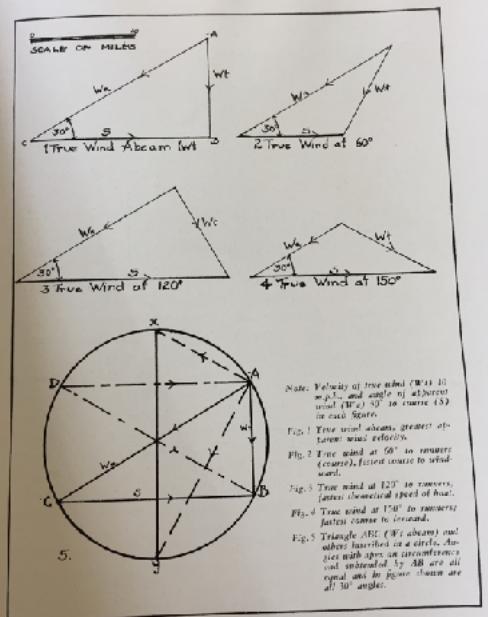 SCALE OF MILES
A
Wa
Wt
30°
S
C
B
1 True Wind Abeam (Wt
Wa
Wt
30°
S
2 True Wind at 60°
Wa
30°
S
3 True Wind at 120°
Wa
Wt
30°
S
4 True Wind at 150°
X
D
A
Wa
C
S
B
5.
y
Note: Velocity of true wind (Wt) 10
m.p.h., and angle of apparent
wind (Wa) 30° to course (S)
in each figure.
Fig. 1 True wind abeam, greatest ap-
parent wind velocity.
Fig. 2 True wind at 60° to runners
(course), fastest course to wind-
ward.
Fig. 3 True wind at 120° to runners,
fastest theoretical speed of boat.
Fig. 4 True wind at 150° to runners;
fastest course to leeward.
Fig. 5 Triangle ABC (Wt abeam) and
others inscribed in a circle. An-
gles with apex on circumference
and subtended by AB are all
equal and in figure shown are
all 30° angles.